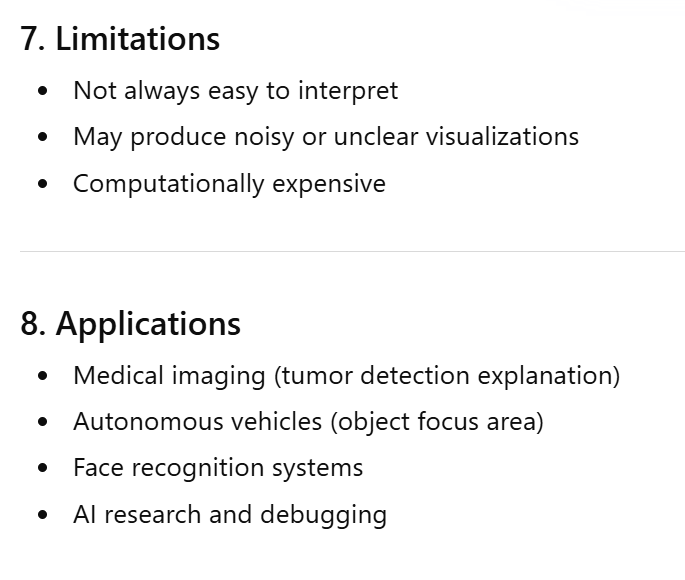 7. Limitations
• Not always easy to interpret
• May produce noisy or unclear visualizations
• Computationally expensive
8. Applications
• Medical imaging (tumor detection explanation)
• Autonomous vehicles (object focus area)
• Face recognition systems
• AI research and debugging